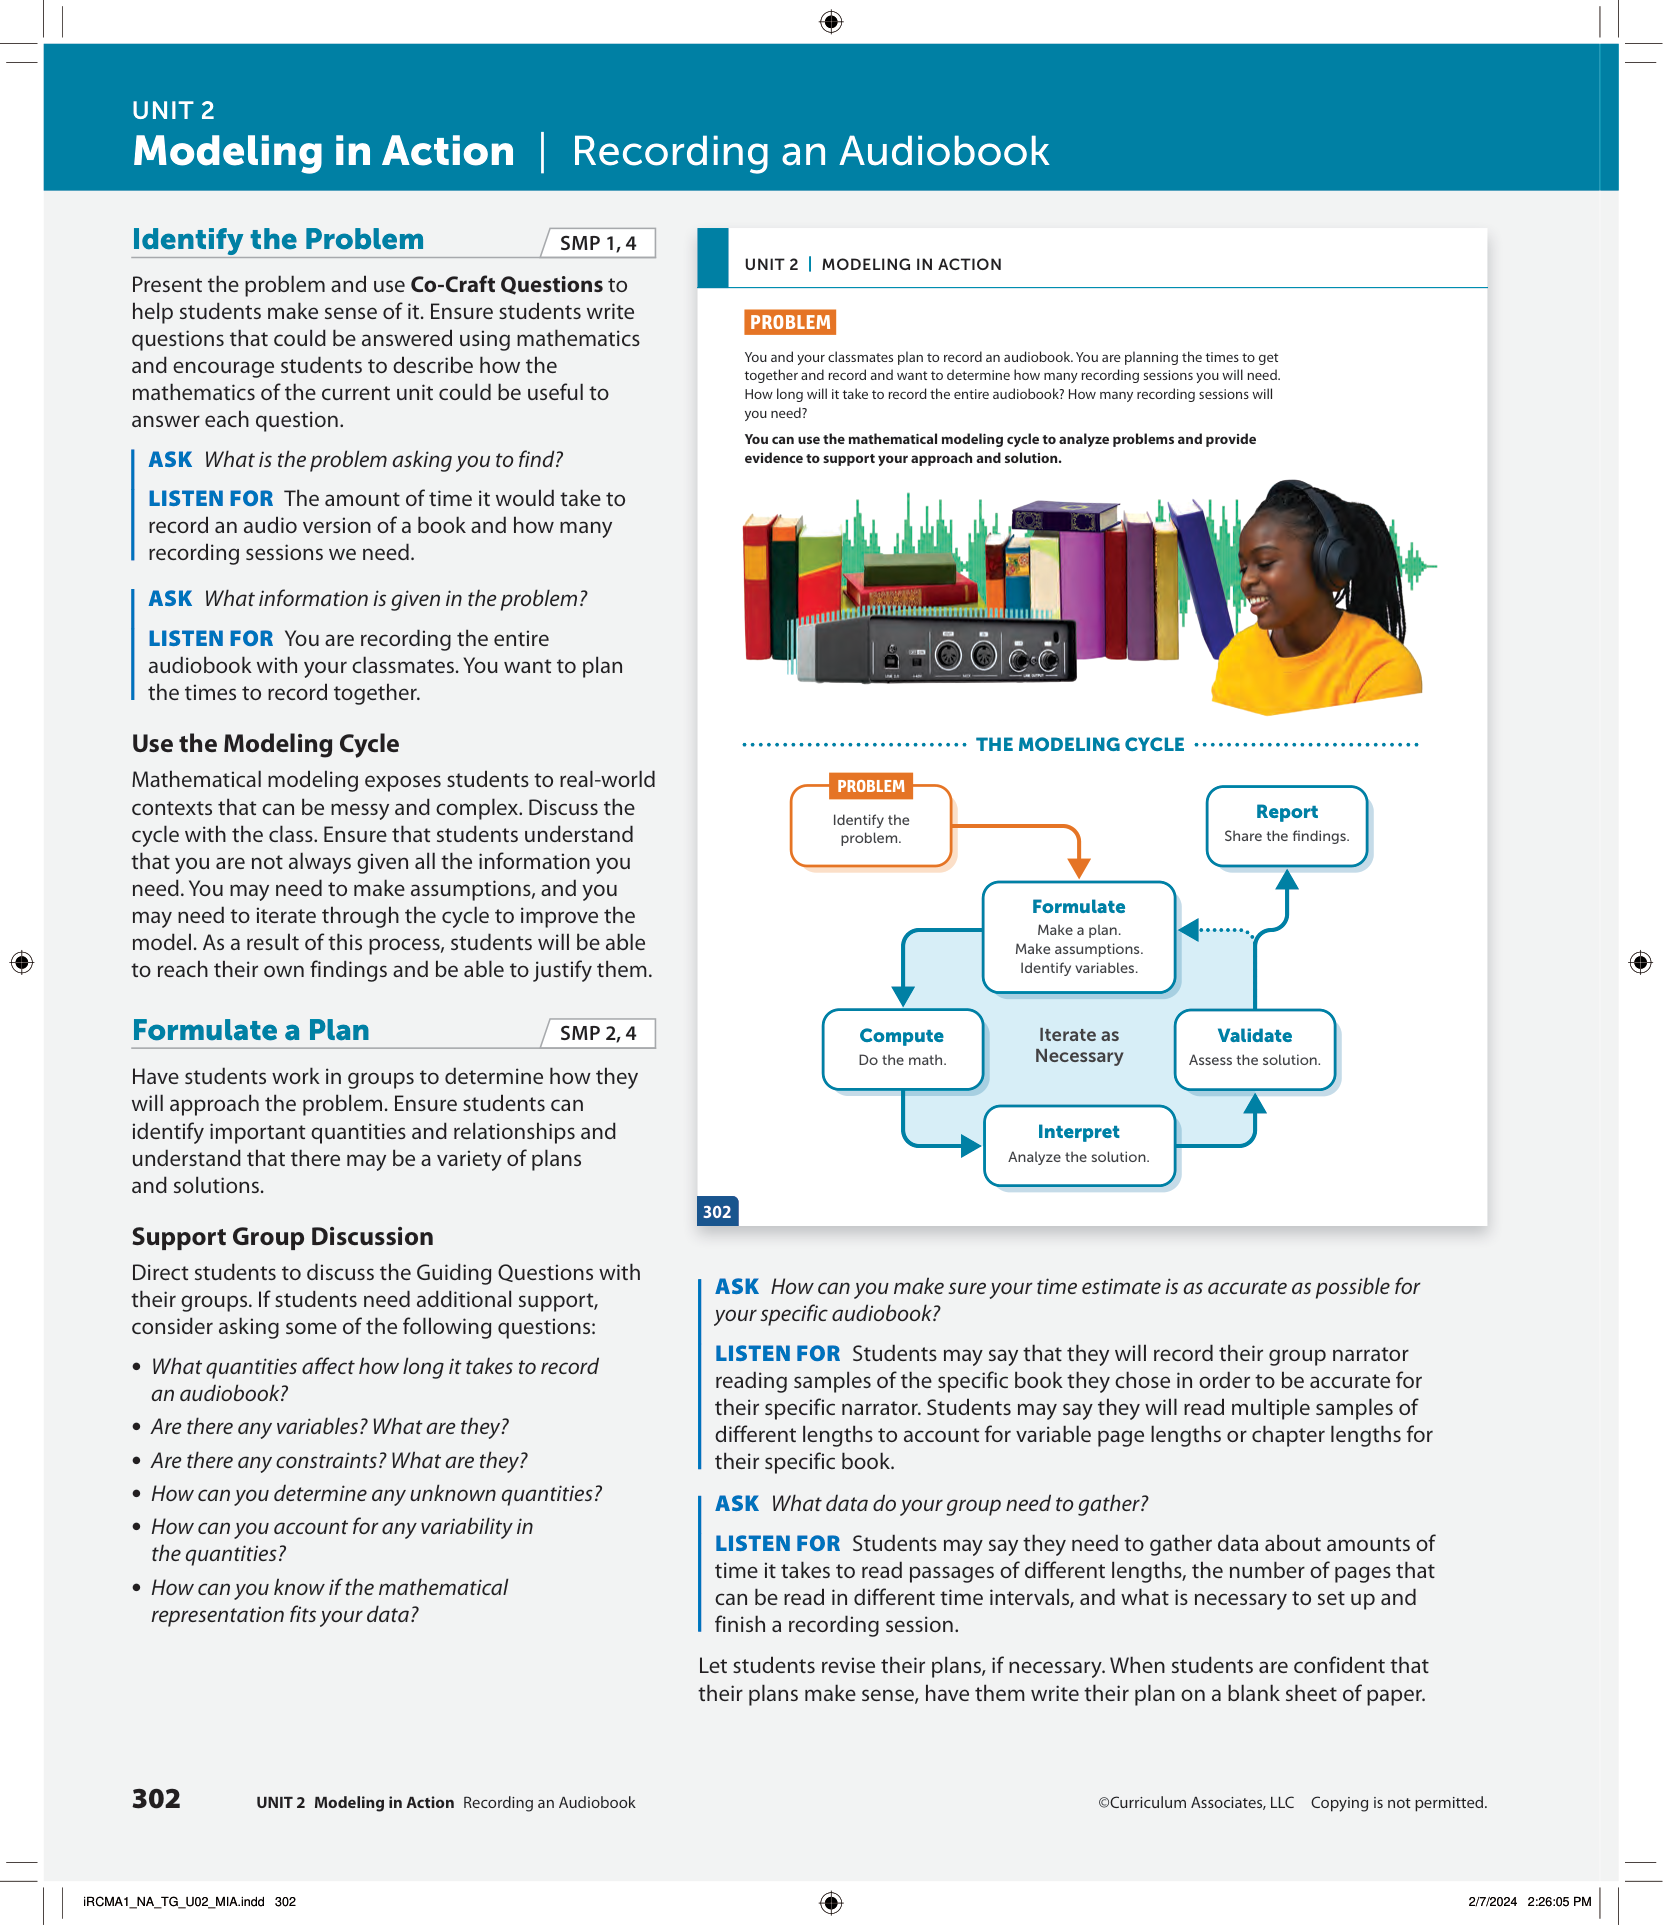 UNIT 2
Modeling in Action | Recording an Audiobook
Identify the Problem
SMP 1, 4
Present the problem and use Co-Craft Questions to
help students make sense of it. Ensure students write
questions that could be answered using mathematics
and encourage students to describe how the
mathematics of the current unit could be useful to
answer each question.
ASK What is the problem asking you to find?
LISTEN FOR The amount of time it would take to
record an audio version of a book and how many
recording sessions we need.
ASK What information is given in the problem?
LISTEN FOR You are recording the entire
audiobook with your classmates. You want to plan
the times to record together.
Use the Modeling Cycle
Mathematical modeling exposes students to real-world
contexts that can be messy and complex. Discuss the
cycle with the class. Ensure that students understand
that you are not always given all the information you
need. You may need to make assumptions, and you
may need to iterate through the cycle to improve the
model. As a result of this process, students will be able
to reach their own findings and be able to justify them.
Formulate a Plan
SMP 2, 4
Have students work in groups to determine how they
will approach the problem. Ensure students can
identify important quantities and relationships and
understand that there may be a variety of plans
and solutions.
Support Group Discussion
Direct students to discuss the Guiding Questions with
their groups. If students need additional support,
consider asking some of the following questions:
• What quantities affect how long it takes to record
an audiobook?
• Are there any variables? What are they?
• Are there any constraints? What are they?
• How can you determine any unknown quantities?
• How can you account for any variability in
the quantities?
• How can you know if the mathematical
representation fits your data?
UNIT 2 | MODELING IN ACTION
PROBLEM
You and your classmates plan to record an audiobook. You are planning the times to get
together and record and want to determine how many recording sessions you will need.
How long will it take to record the entire audiobook? How many recording sessions will
you need?
You can use the mathematical modeling cycle to analyze problems and provide
evidence to support your approach and solution.
THE MODELING CYCLE
PROBLEM
Identify the
problem.
Report
Share the findings.
Formulate
Make a plan.
Make assumptions.
Identify variables.
Compute
Do the math.
Iterate as
Necessary
Validate
Assess the solution.
Interpret
Analyze the solution.
302
ASK How can you make sure your time estimate is as accurate as possible for
your specific audiobook?
LISTEN FOR Students may say that they will record their group narrator
reading samples of the specific book they chose in order to be accurate for
their specific narrator. Students may say they will read multiple samples of
different lengths to account for variable page lengths or chapter lengths for
their specific book.
ASK What data do your group need to gather?
LISTEN FOR Students may say they need to gather data about amounts of
time it takes to read passages of different lengths, the number of pages that
can be read in different time intervals, and what is necessary to set up and
finish a recording session.
Let students revise their plans, if necessary. When students are confident that
their plans make sense, have them write their plan on a blank sheet of paper.
302 UNIT 2 Modeling in Action Recording an Audiobook
©Curriculum Associates, LLC Copying is not permitted.
iRCMA1_NA_TG_U02_MIA.indd 302
2/7/2024 2:26:05 PM